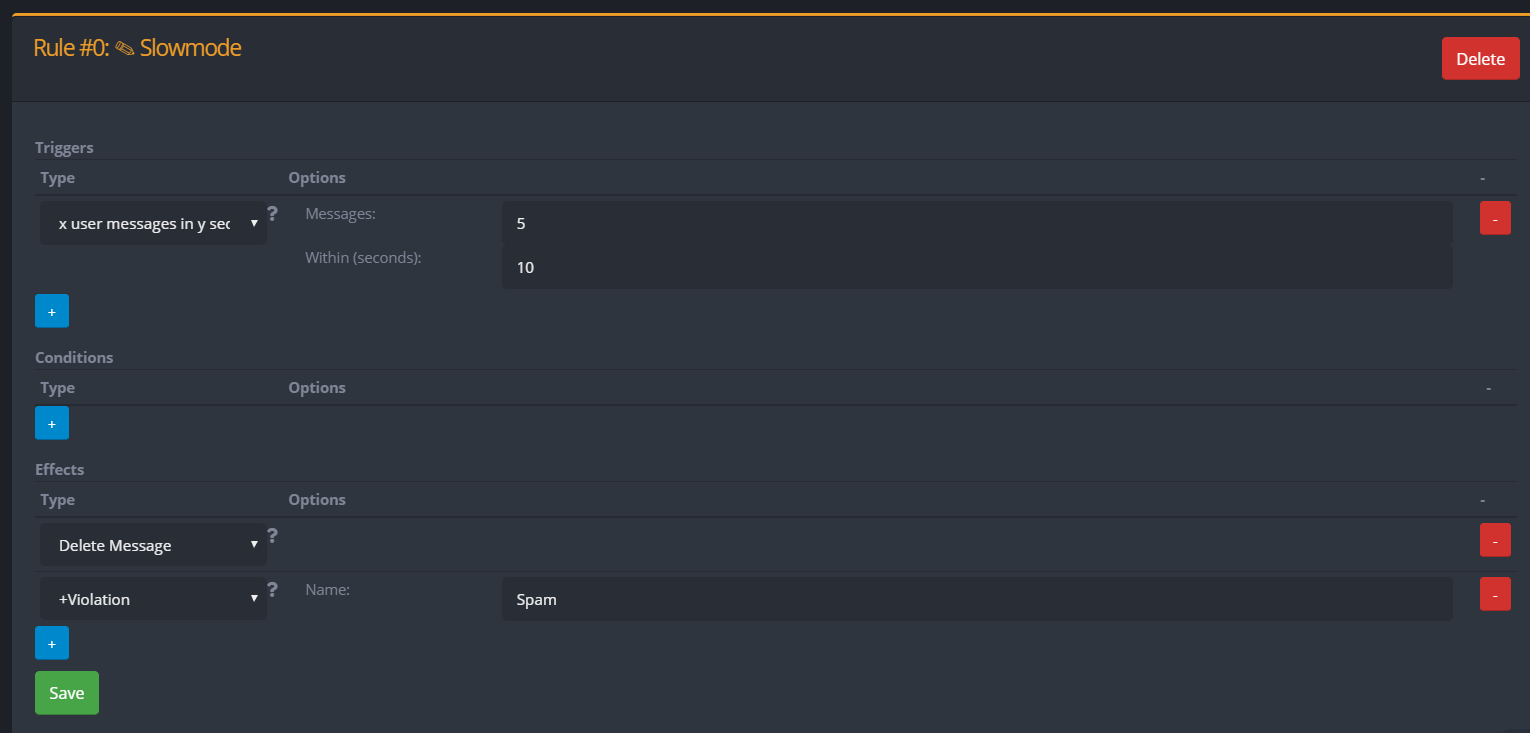 Rule #0: ✎ Slowmode
Delete
Triggers
Type Options -
x user messages in y sec ? Messages: 5 -
Within (seconds): 10
+
Conditions
Type Options -
+
Effects
Type Options -
Delete Message ? -
+Violation ? Name: Spam -
+
Save